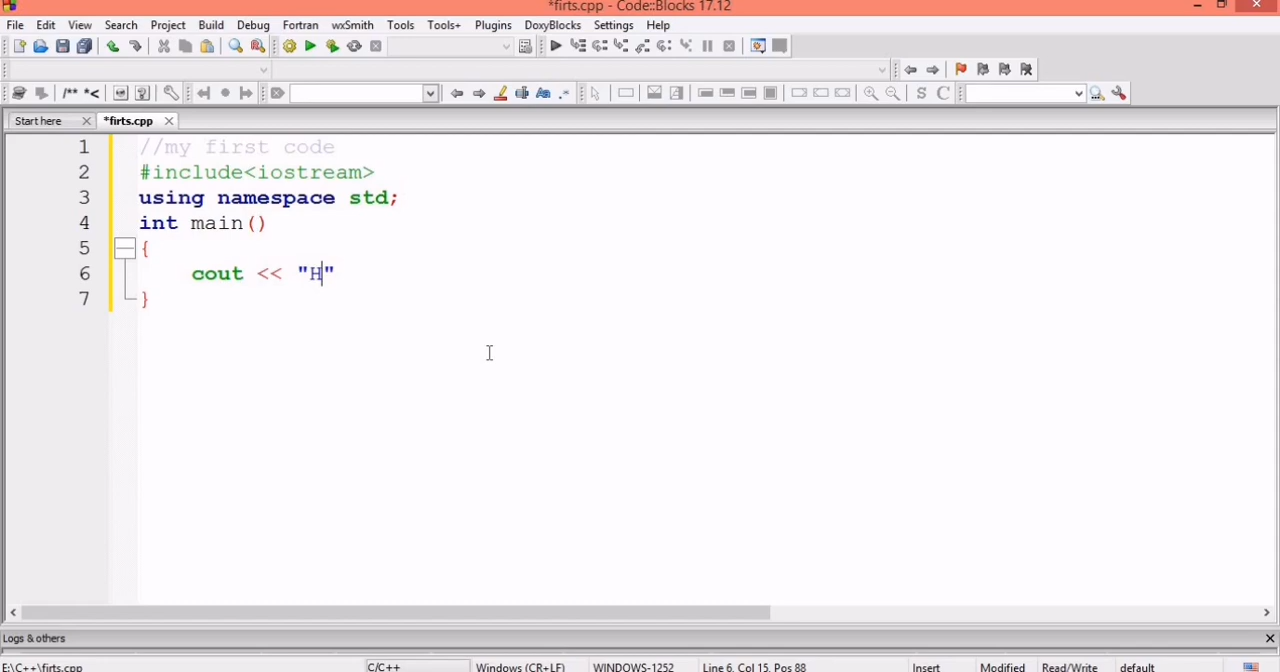 *firts.cpp - Code::Blocks 17.12
File Edit View Search Project Build Debug Fortran wxSmith Tools Tools+ Plugins DoxyBlocks Settings Help
/** *<
Aa .*
S C
Start here *firts.cpp
1 //my first code
2 #include<iostream>
3 using namespace std;
4 int main()
5 {
6 cout << "H"
7 }
Logs & others
E:\C++\firts.cpp C/C++ Windows (CR+LF) WINDOWS-1252 Line 6, Col 15, Pos 88 Insert Modified Read/Write default